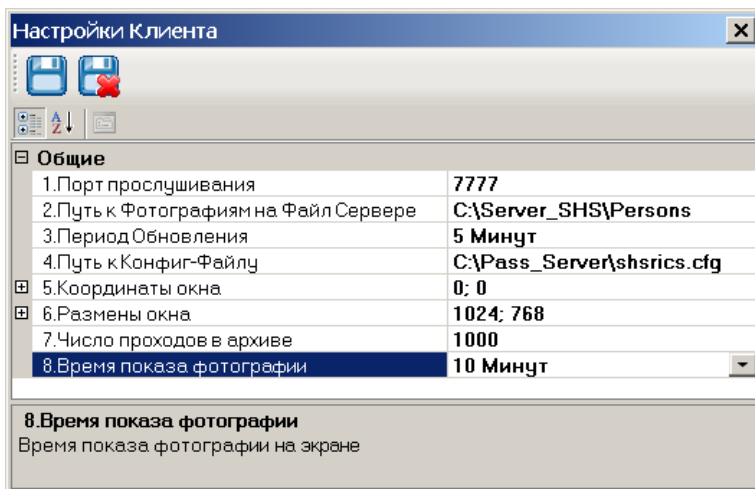 Настройки Клиента
Общие
1.Порт прослушивания 7777
2.Путь к Фотографиям на Файл Сервере C:\Server_SHS\Persons
3.Период Обновления 5 Минут
4.Путь к Конфиг-Файлу C:\Pass_Server\shsrics.cfg
5.Координаты окна 0; 0
6.Размены окна 1024; 768
7.Число проходов в архиве 1000
8.Время показа фотографии 10 Минут
8.Время показа фотографии
Время показа фотографии на экране